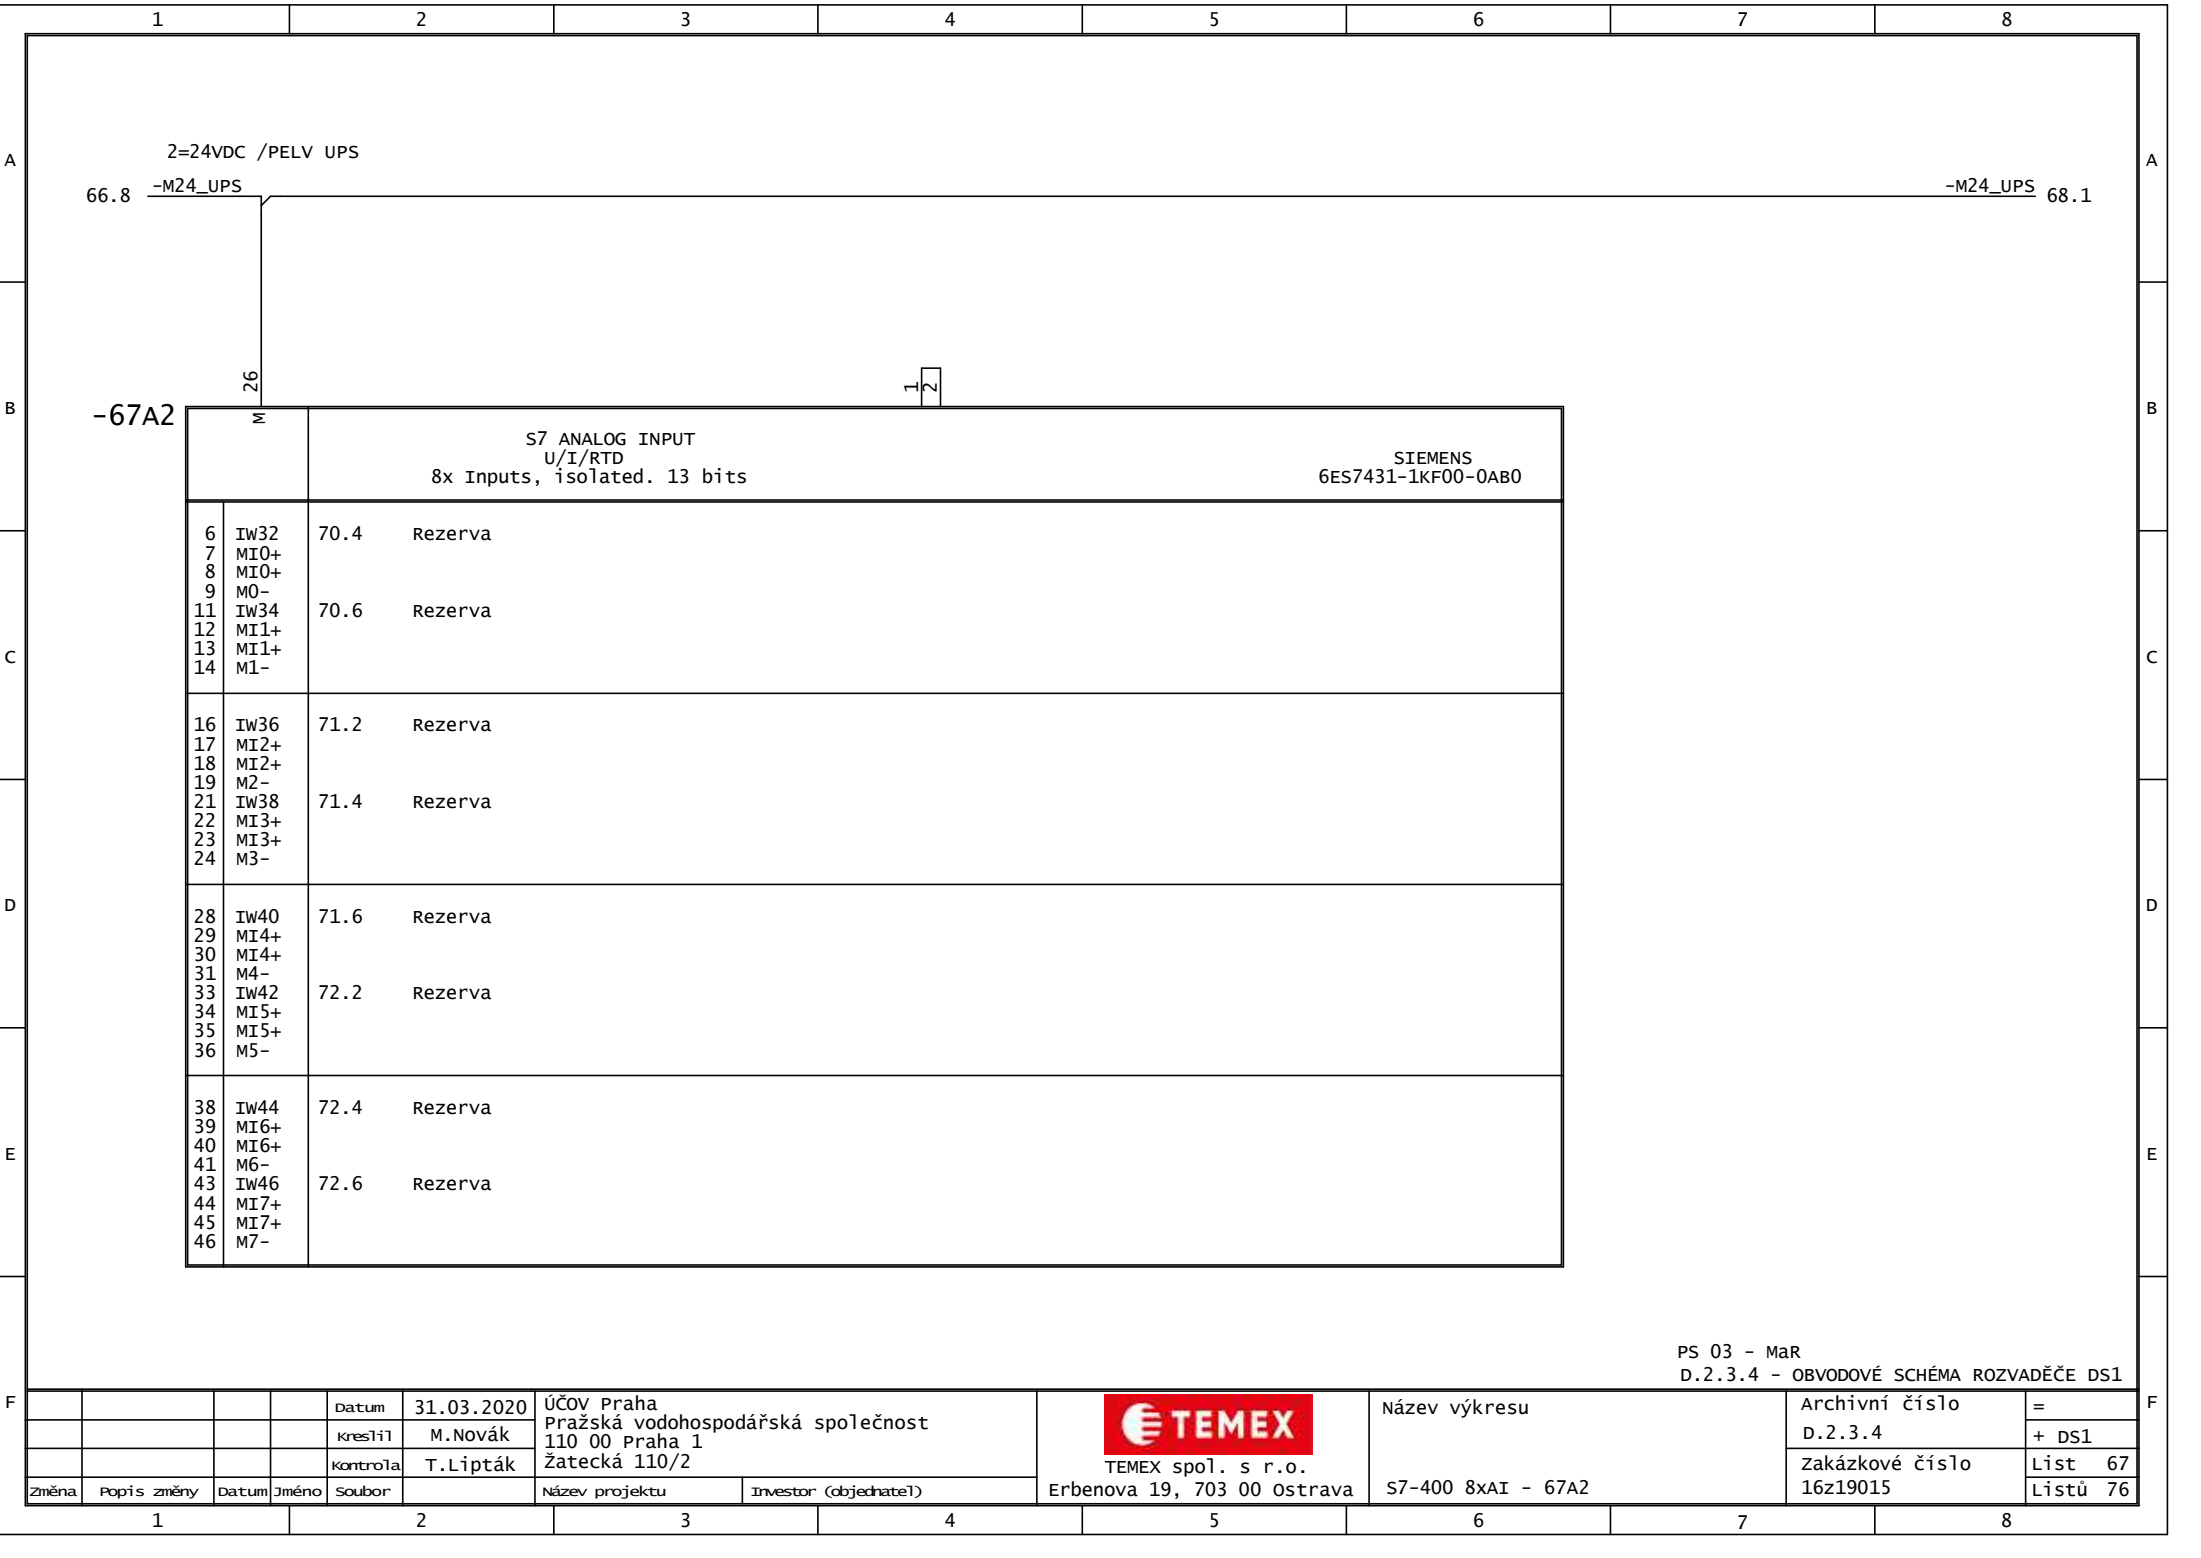 1 2 3 4 5 6 7 8
2=24VDC /PELV UPS
A A
66.8 -M24_UPS -M24_UPS 68.1
26 1 2
B -67A2 M B
S7 ANALOG INPUT
U/I/RTD SIEMENS
8x Inputs, isolated. 13 bits 6ES7431-1KF00-0AB0
6 IW32 70.4 Rezerva
7 MI0+
8 MI0+
9 M0-
11 IW34 70.6 Rezerva
12 MI1+
13 MI1+
C C
14 M1-
16 IW36 71.2 Rezerva
17 MI2+
18 MI2+
19 M2-
21 IW38 71.4 Rezerva
22 MI3+
23 MI3+
24 M3-
D D
28 IW40 71.6 Rezerva
29 MI4+
30 MI4+
31 M4-
33 IW42 72.2 Rezerva
34 MI5+
35 MI5+
36 M5-
38 IW44 72.4 Rezerva
39 MI6+
40 MI6+
E E
41 M6-
43 IW46 72.6 Rezerva
44 MI7+
45 MI7+
46 M7-
PS 03 - MaR
D.2.3.4 - OBVODOVÉ SCHÉMA ROZVADĚČE DS1
F F
Datum 31.03.2020
Kreslil M.Novák
Kontrola T.Lipták
Změna Popis změny Datum Jméno Soubor
ÚČOV Praha
Pražská vodohospodářská společnost
110 00 Praha 1
Žatecká 110/2
Název projektu Investor (objednatel)
TEMEX
TEMEX spol. s r.o.
Erbenova 19, 703 00 Ostrava
Název výkresu
S7-400 8xAI - 67A2
Archivní číslo
D.2.3.4
Zakázkové číslo
16z19015
=
+ DS1
List 67
Listů 76
1 2 3 4 5 6 7 8